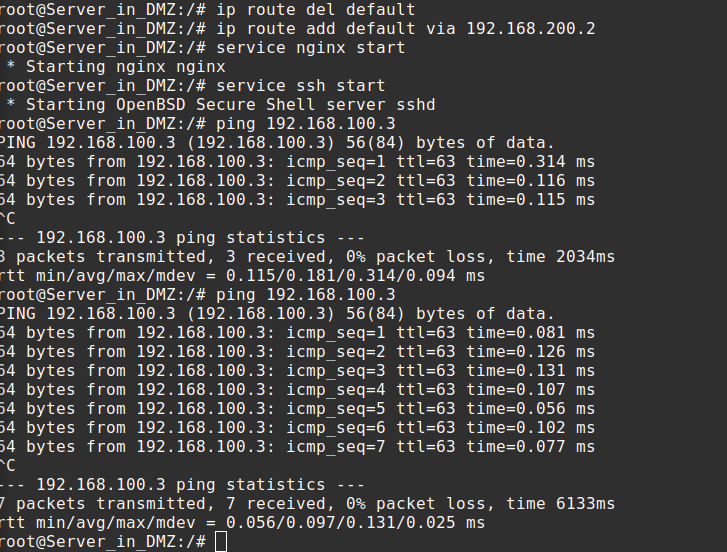 root@Server_in_DMZ:/# ip route del default
root@Server_in_DMZ:/# ip route add default via 192.168.200.2
root@Server_in_DMZ:/# service nginx start
 * Starting nginx nginx
root@Server_in_DMZ:/# service ssh start
 * Starting OpenBSD Secure Shell server sshd
root@Server_in_DMZ:/# ping 192.168.100.3
PING 192.168.100.3 (192.168.100.3) 56(84) bytes of data.
64 bytes from 192.168.100.3: icmp_seq=1 ttl=63 time=0.314 ms
64 bytes from 192.168.100.3: icmp_seq=2 ttl=63 time=0.116 ms
64 bytes from 192.168.100.3: icmp_seq=3 ttl=63 time=0.115 ms
^C
--- 192.168.100.3 ping statistics ---
3 packets transmitted, 3 received, 0% packet loss, time 2034ms
rtt min/avg/max/mdev = 0.115/0.181/0.314/0.094 ms
root@Server_in_DMZ:/# ping 192.168.100.3
PING 192.168.100.3 (192.168.100.3) 56(84) bytes of data.
64 bytes from 192.168.100.3: icmp_seq=1 ttl=63 time=0.081 ms
64 bytes from 192.168.100.3: icmp_seq=2 ttl=63 time=0.126 ms
64 bytes from 192.168.100.3: icmp_seq=3 ttl=63 time=0.131 ms
64 bytes from 192.168.100.3: icmp_seq=4 ttl=63 time=0.107 ms
64 bytes from 192.168.100.3: icmp_seq=5 ttl=63 time=0.056 ms
64 bytes from 192.168.100.3: icmp_seq=6 ttl=63 time=0.102 ms
64 bytes from 192.168.100.3: icmp_seq=7 ttl=63 time=0.077 ms
^C
--- 192.168.100.3 ping statistics ---
7 packets transmitted, 7 received, 0% packet loss, time 6133ms
rtt min/avg/max/mdev = 0.056/0.097/0.131/0.025 ms
root@Server_in_DMZ:/#